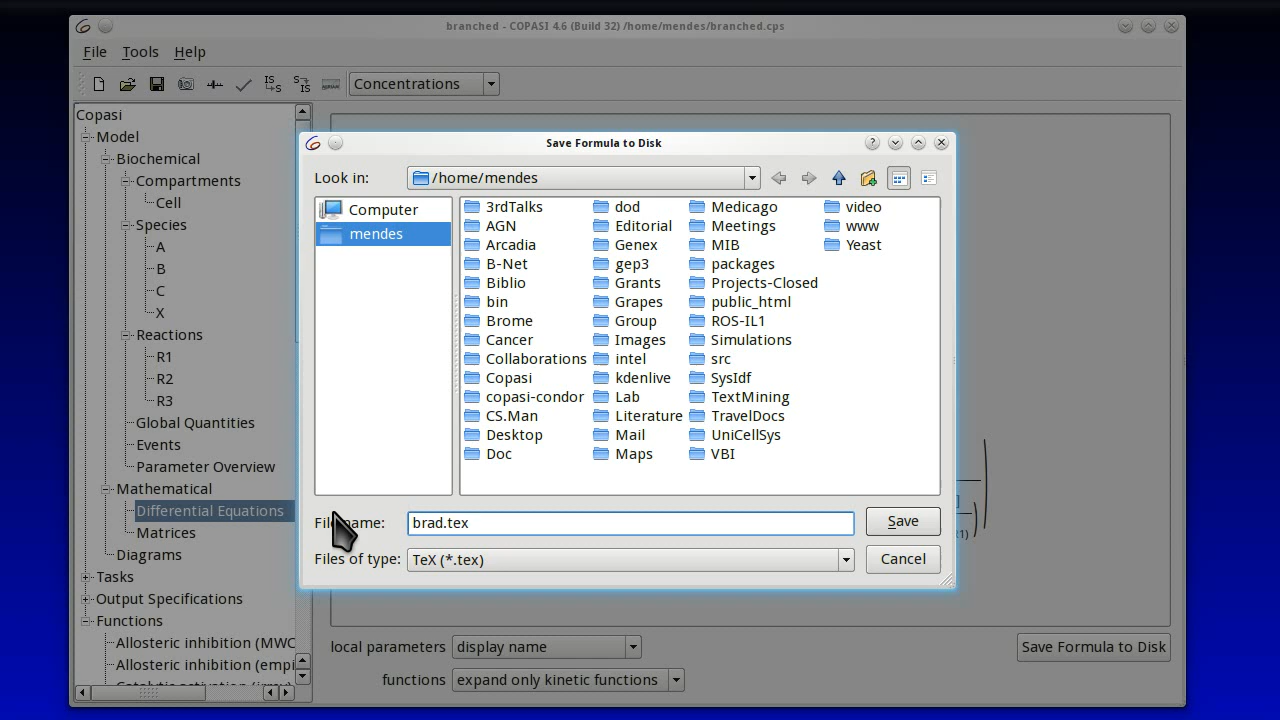 branched - COPASI 4.6 (Build 32) /home/mendes/branched.cps
File Tools Help
IS S S IS Concentrations
Copasi
Model
Biochemical
Compartments
Cell
Species
A
B
C
X
Reactions
R1
R2
R3
Global Quantities
Events
Parameter Overview
Mathematical
Differential Equations
Matrices
Diagrams
Tasks
Output Specifications
Functions
Allosteric inhibition (MWC
Allosteric inhibition (empi
Save Formula to Disk
Look in: /home/mendes
Computer
mendes
3rdTalks
AGN
Arcadia
B-Net
Biblio
bin
Brome
Cancer
Collaborations
Copasi
copasi-condor
CS.Man
Desktop
Doc
dod
Editorial
Genex
gep3
Grants
Grapes
Group
Images
intel
kdenlive
Lab
Literature
Mail
Maps
Medicago
Meetings
MIB
packages
Projects-Closed
public_html
ROS-IL1
Simulations
src
SysIdf
TextMining
TravelDocs
UniCellSys
VBI
video
www
Yeast
File name: brad.tex Save
Files of type: TeX (*.tex) Cancel
local parameters display name Save Formula to Disk
functions expand only kinetic functions